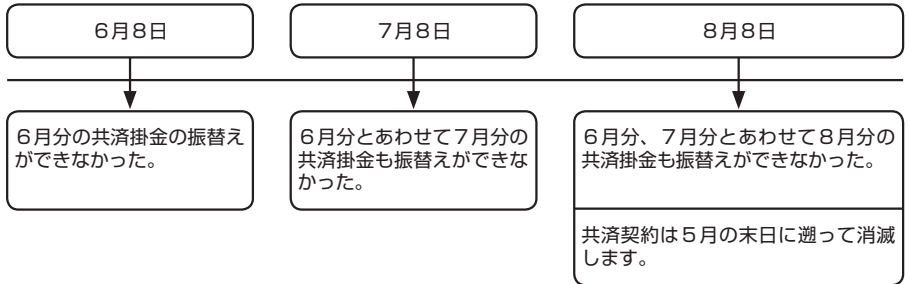 6月8日
7月8日
8月8日
6月分の共済掛金の振替え
ができなかった。
6月分とあわせて7月分の
共済掛金も振替えができな
かった。
6月分、7月分とあわせて8月分の
共済掛金も振替えができなかった。
共済契約は5月の末日に遡って消滅
します。